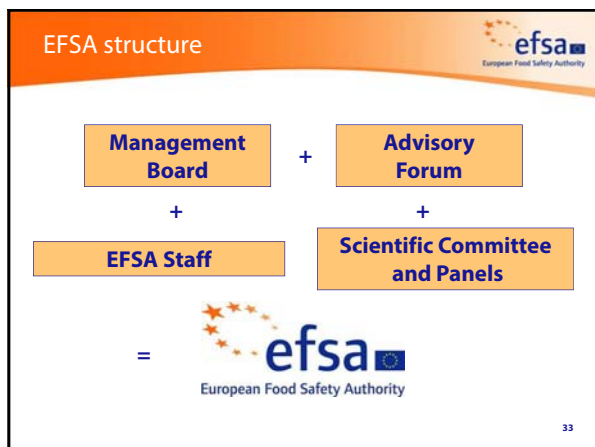 EFSA structure
efsa
European Food Safety Authority
Management
Board
+
Advisory
Forum
+
+
EFSA Staff
Scientific Committee
and Panels
=
efsa
European Food Safety Authority
33